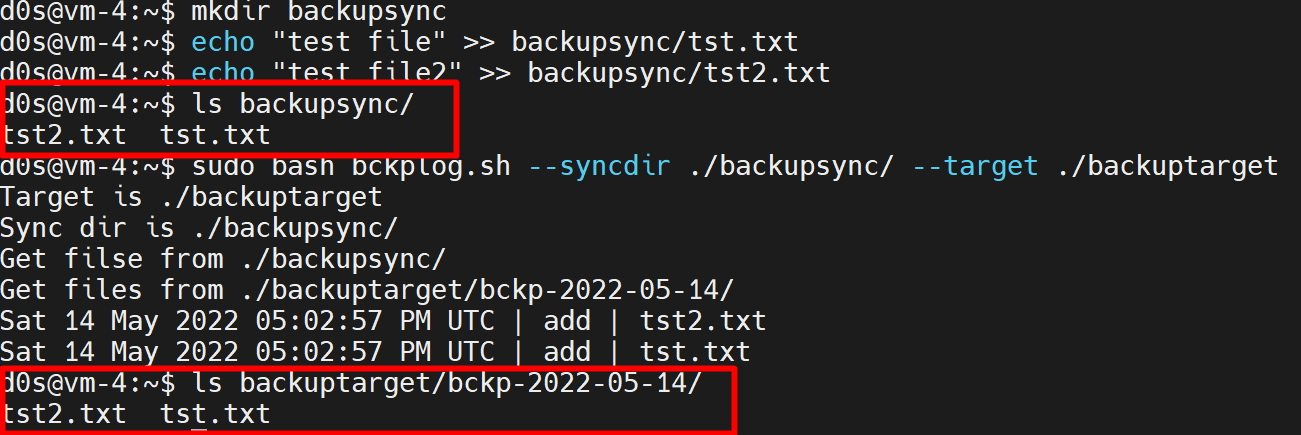 d0s@vm-4:~$ mkdir backupsync
d0s@vm-4:~$ echo "test file" >> backupsync/tst.txt
d0s@vm-4:~$ echo "test file2" >> backupsync/tst2.txt
d0s@vm-4:~$ ls backupsync/
tst2.txt  tst.txt
d0s@vm-4:~$ sudo bash bckplog.sh --syncdir ./backupsync/ --target ./backuptarget
Target is ./backuptarget
Sync dir is ./backupsync/
Get filse from ./backupsync/
Get files from ./backuptarget/bckp-2022-05-14/
Sat 14 May 2022 05:02:57 PM UTC | add | tst2.txt
Sat 14 May 2022 05:02:57 PM UTC | add | tst.txt
d0s@vm-4:~$ ls backuptarget/bckp-2022-05-14/
tst2.txt  tst.txt